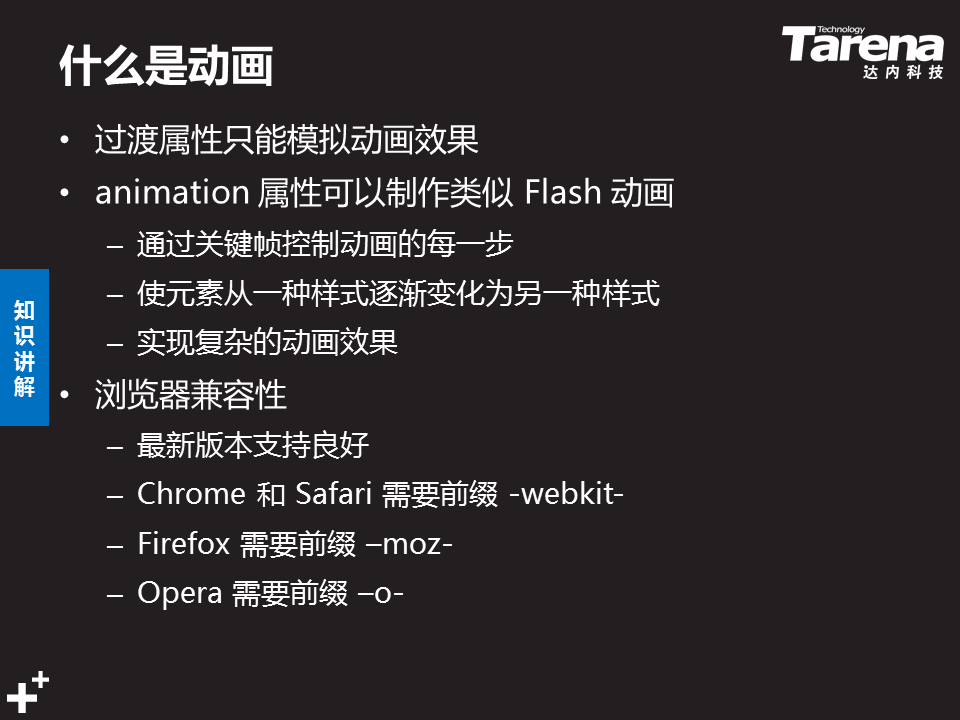 什么是动画
Technology
Tarena
达内科技
• 过渡属性只能模拟动画效果
• animation 属性可以制作类似 Flash 动画
– 通过关键帧控制动画的每一步
– 使元素从一种样式逐渐变化为另一种样式
– 实现复杂的动画效果
知识讲解
• 浏览器兼容性
– 最新版本支持良好
– Chrome 和 Safari 需要前缀 -webkit-
– Firefox 需要前缀 –moz-
– Opera 需要前缀 –o-